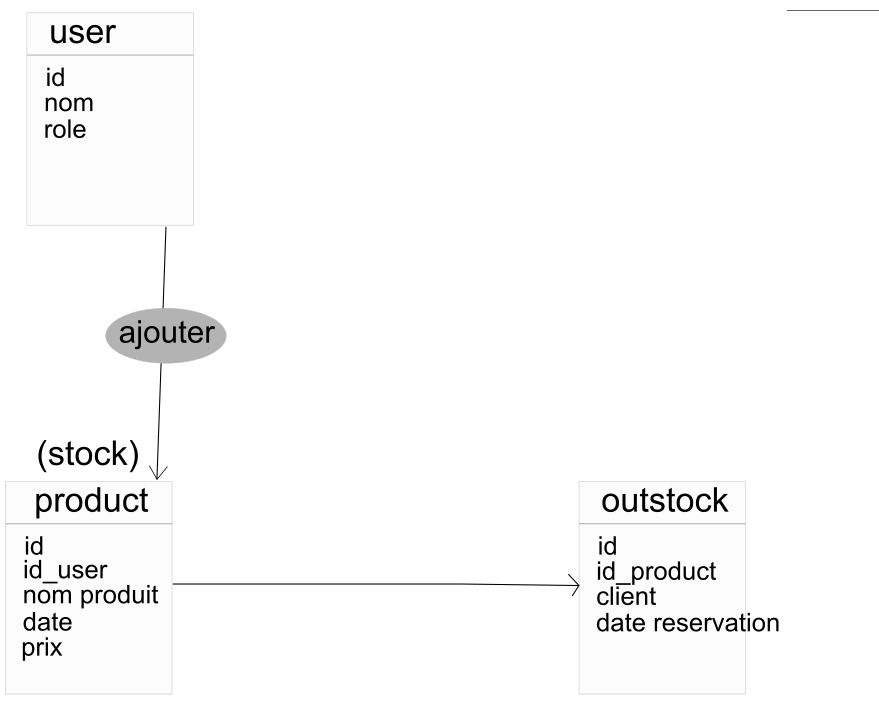 user
id
nom
role
ajouter
(stock)
product
id
id_user
nom produit
date
prix
outstock
id
id_product
client
date reservation